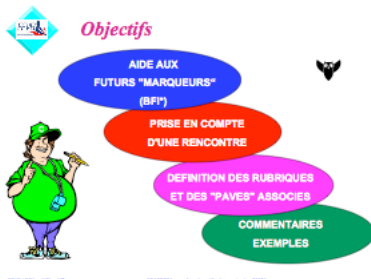 Objectifs
AIDE AUX
FUTURS "MARQUEURS"
(BFI*)
PRISE EN COMPTE
D'UNE RENCONTRE
DEFINITION DES RUBRIQUES
ET DES "PAVES" ASSOCIES
COMMENTAIRES
EXEMPLES